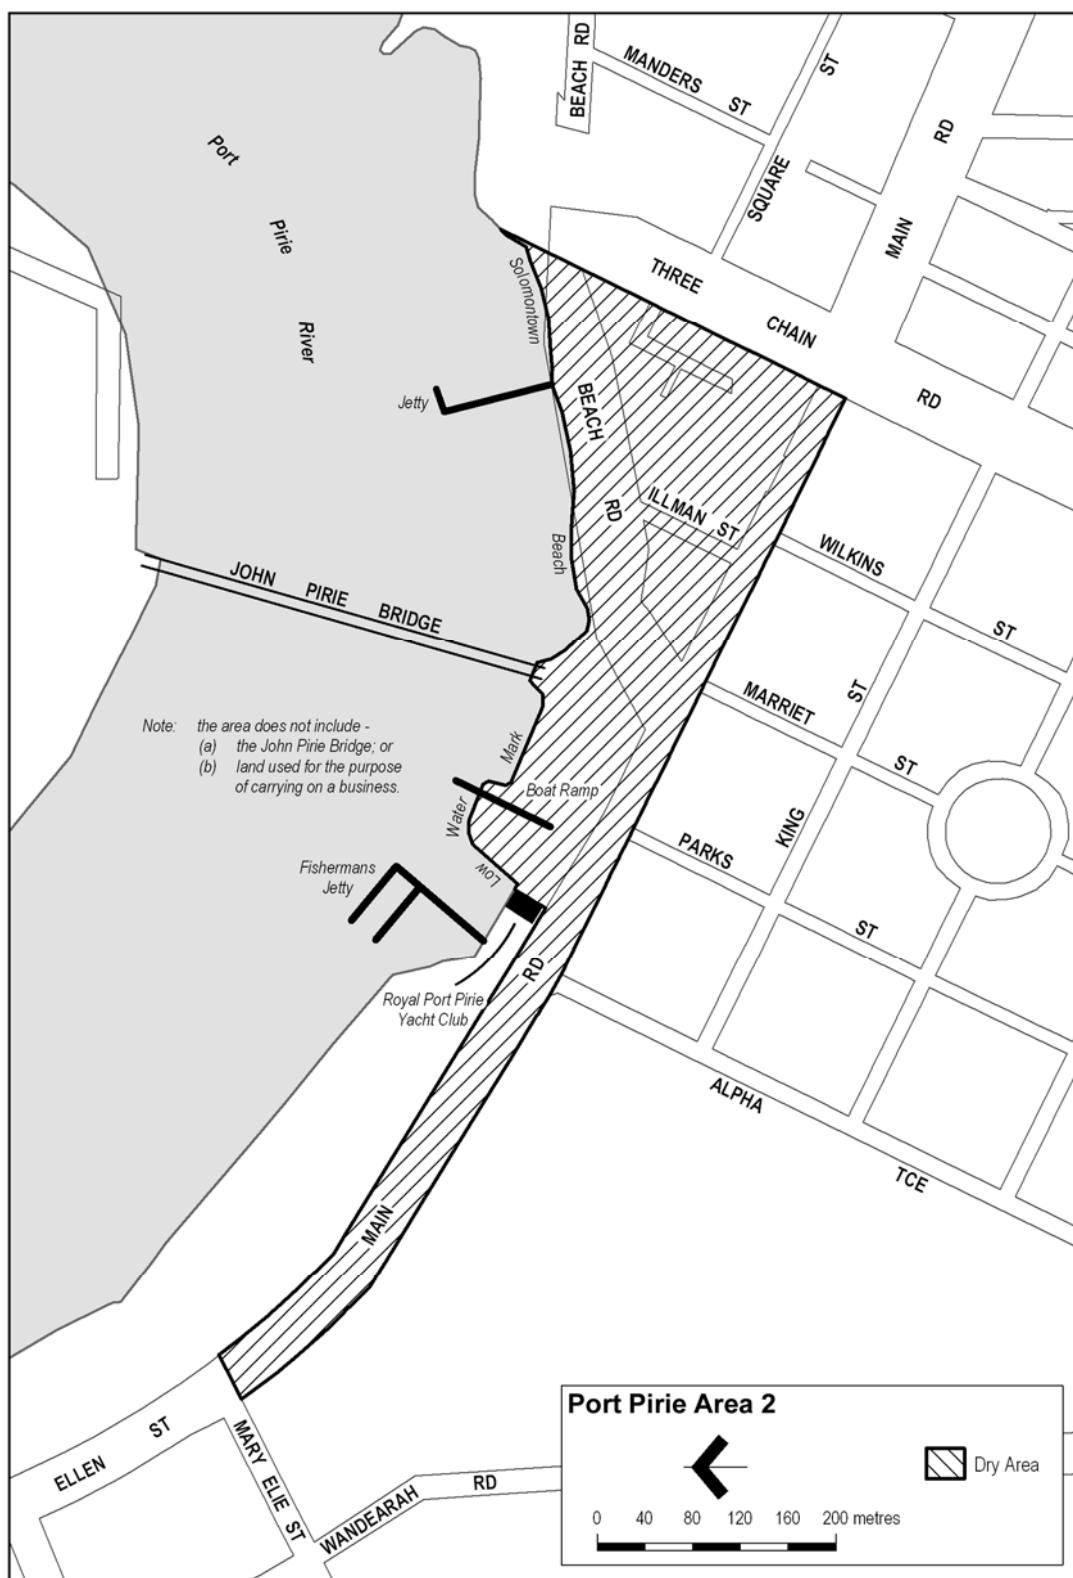 BEACH RD
MANDERS ST
SQUARE ST
MAIN RD
Port Pirie River
Solomontown
THREE CHAIN RD
Jetty
BEACH RD
ILLMAN ST
WILKINS ST
Beach
JOHN PIRIE BRIDGE
MARRIET ST
KING ST
Note: the area does not include -
(a) the John Pirie Bridge; or
(b) land used for the purpose
of carrying on a business.
Mark
Water
Low
Boat Ramp
PARKS ST
Fishermans
Jetty
Royal Port Pirie
Yacht Club
MAIN RD
ALPHA TCE
ELLEN ST
MARY ELIE ST
WANDEARAH RD
Port Pirie Area 2
Dry Area
0 40 80 120 160 200 metres